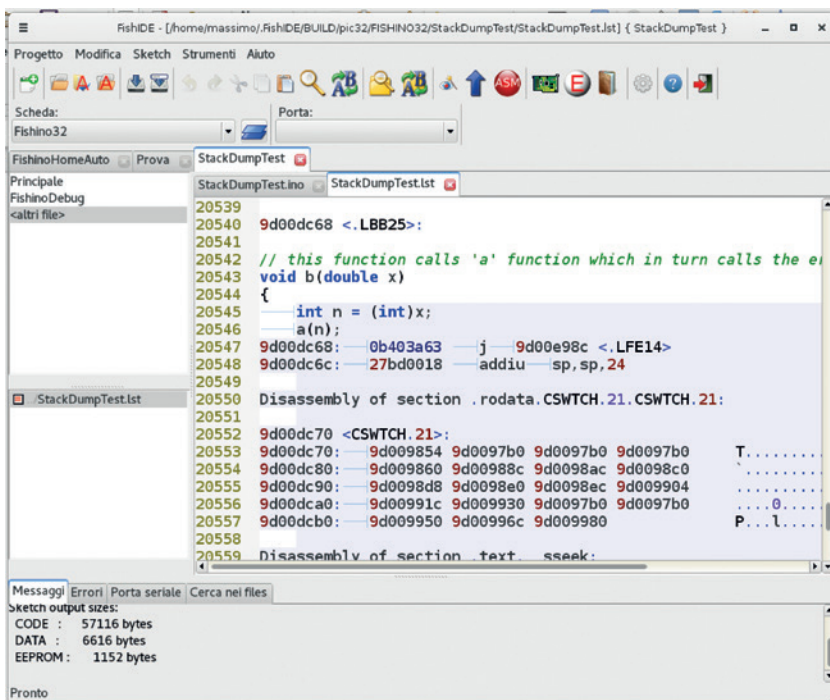 FishIDE - [/home/massimo/.FishIDE/BUILD/pic32/FISHINO32/StackDumpTest/StackDumpTest.lst] { StackDumpTest }
Progetto Modifica Sketch Strumenti Aiuto
Scheda: Porta:
Fishino32
FishinoHomeAuto Prova StackDumpTest
Principale
FishinoDebug
<altri file>
StackDumpTest.ino StackDumpTest.lst
20539
20540 9d00dc68 <.LBB25>:
20541
20542 // this function calls 'a' function which in turn calls the
20543 void b(double x)
20544 {
20545 int n = (int)x;
20546 a(n);
20547 9d00dc68: 0b403a63 j 9d00e98c <.LFE14>
20548 9d00dc6c: 27bd0018 addiu sp,sp,24
20549
./StackDumpTest.lst
20550 Disassembly of section .rodata.CSWTCH.21.CSWTCH.21:
20551
20552 9d00dc70 <CSWTCH.21>:
20553 9d00dc70: 9d009854 9d0097b0 9d0097b0 9d0097b0 T.........
20554 9d00dc80: 9d009860 9d00988c 9d0098ac 9d0098c0 `.........
20555 9d00dc90: 9d0098d8 9d0098e0 9d0098ec 9d009904 ..........
20556 9d00dca0: 9d00991c 9d009930 9d0097b0 9d0097b0 ....0.....
20557 9d00dcb0: 9d009950 9d00996c 9d009980 P...l.....
20558
20559 Disassembly of section .text. sseek:
Messaggi Errori Porta seriale Cerca nei files
Sketch output sizes:
CODE : 57116 bytes
DATA : 6616 bytes
EEPROM : 1152 bytes
Pronto